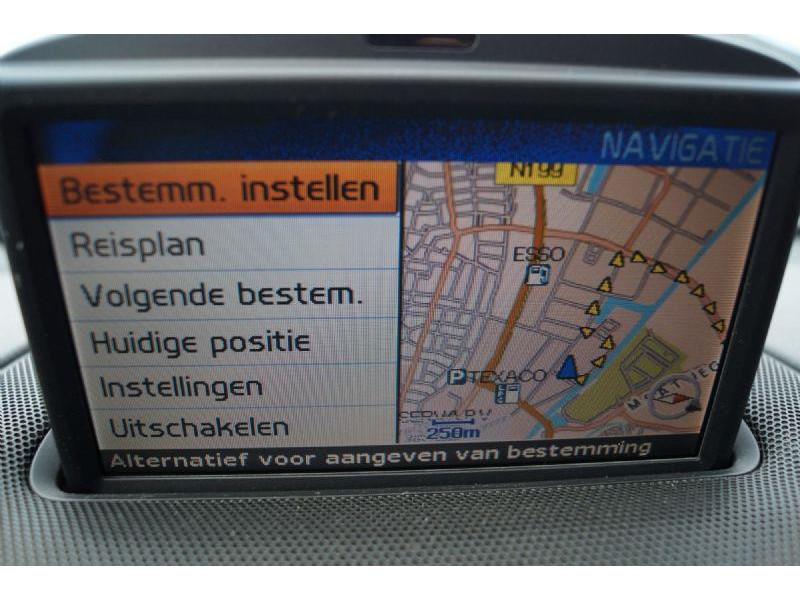 NAVIGATIE
Bestemm. instellen
Reisplan
Volgende bestem.
Huidige positie
Instellingen
Uitschakelen
N199
ESSO
P TEXACO
250m
Alternatief voor aangeven van bestemming